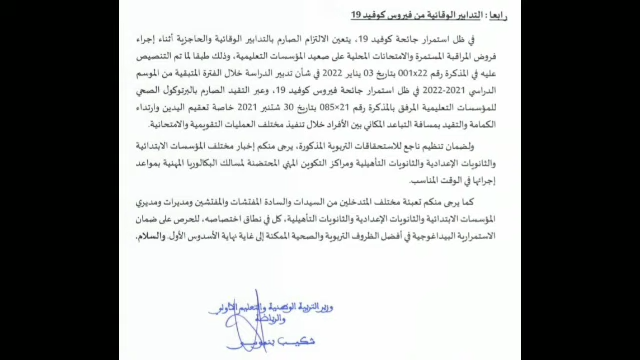 رابعا : التدابير الوقائية من فيروس كوفيد 19
في ظل استمرار جائحة كوفيد 19، يتعين الالتزام الصارم بالتدابير الوقائية والحاجزية أثناء إجراء
فروض المراقبة المستمرة والامتحانات المحلية على صعيد المؤسسات التعليمية، وذلك طبقا لما تم التنصيص
عليه في المذكرة رقم 001x22 بتاريخ 03 يناير 2022 في شأن تدبير الدراسة خلال الفترة المتبقية من الموسم
الدراسي 2021-2022 في ظل استمرار جائحة فيروس كوفيد 19، وعبر التقيد الصارم بالبرتوكول الصحي
للمؤسسات التعليمية المرفق بالمذكرة رقم 085x21 بتاريخ 30 شتنبر 2021 خاصة تعقيم اليدين وارتداء
الكمامة والتقيد بمسافة التباعد المكاني بين الأفراد خلال تنفيذ مختلف العمليات التقويمية والامتحانية.
ولضمان تنظيم ناجع للاستحقاقات التربوية المذكورة، يرجى منكم إخبار مختلف المؤسسات الابتدائية
والثانويات الإعدادية والثانويات التأهيلية ومراكز التكوين المهني المحتضنة لمسالك البكالوريا المهنية بمواعد
إجرائها في الوقت المناسب.
كما يرجى منكم تعبئة مختلف المتدخلين من السيدات والسادة المفتشات والمفتشين ومديرات ومديري
المؤسسات الابتدائية والثانويات الإعدادية والثانويات التأهيلية، كل في نطاق اختصاصه، للحرص على ضمان
الاستمرارية البيداغوجية في أفضل الظروف التربوية والصحية الممكنة إلى غاية نهاية الأسدوس الأول. والسلام.
وزير التربية الوطنية والتعليم الأولي
والرياضة
شكيب بنموسى